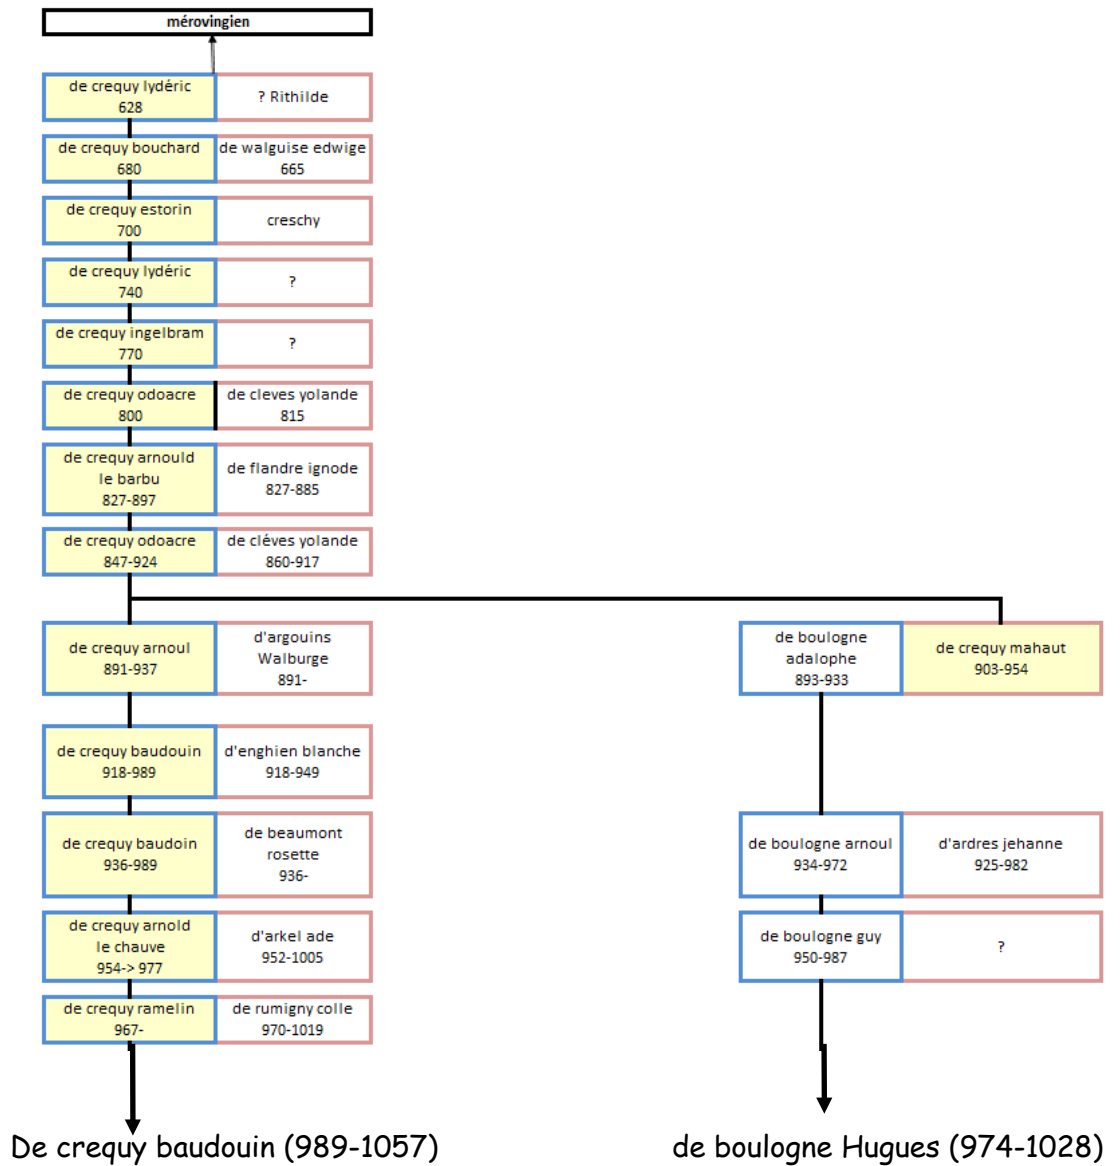 mérovingien
de crequy lydéric
628
? Rithilde
de crequy bouchard
680
de walguise edwige
665
de crequy estorin
700
creschy
de crequy lydéric
740
?
de crequy ingelbram
770
?
de crequy odoacre
800
de cleves yolande
815
de crequy arnould
le barbu
827-897
de flandre ignode
827-885
de crequy odoacre
847-924
de cléves yolande
860-917
de crequy arnoul
891-937
d'argouins
Walburge
891-
de boulogne
adalophe
893-933
de crequy mahaut
903-954
de crequy baudouin
918-989
d'enghien blanche
918-949
de crequy baudoin
936-989
de beaumont
rosette
936-
de boulogne arnoul
934-972
d'ardres jehanne
925-982
de crequy arnold
le chauve
954-> 977
d'arkel ade
952-1005
de boulogne guy
950-987
?
de crequy ramelin
967-
de rumigny colle
970-1019
De crequy baudouin (989-1057)
de boulogne Hugues (974-1028)